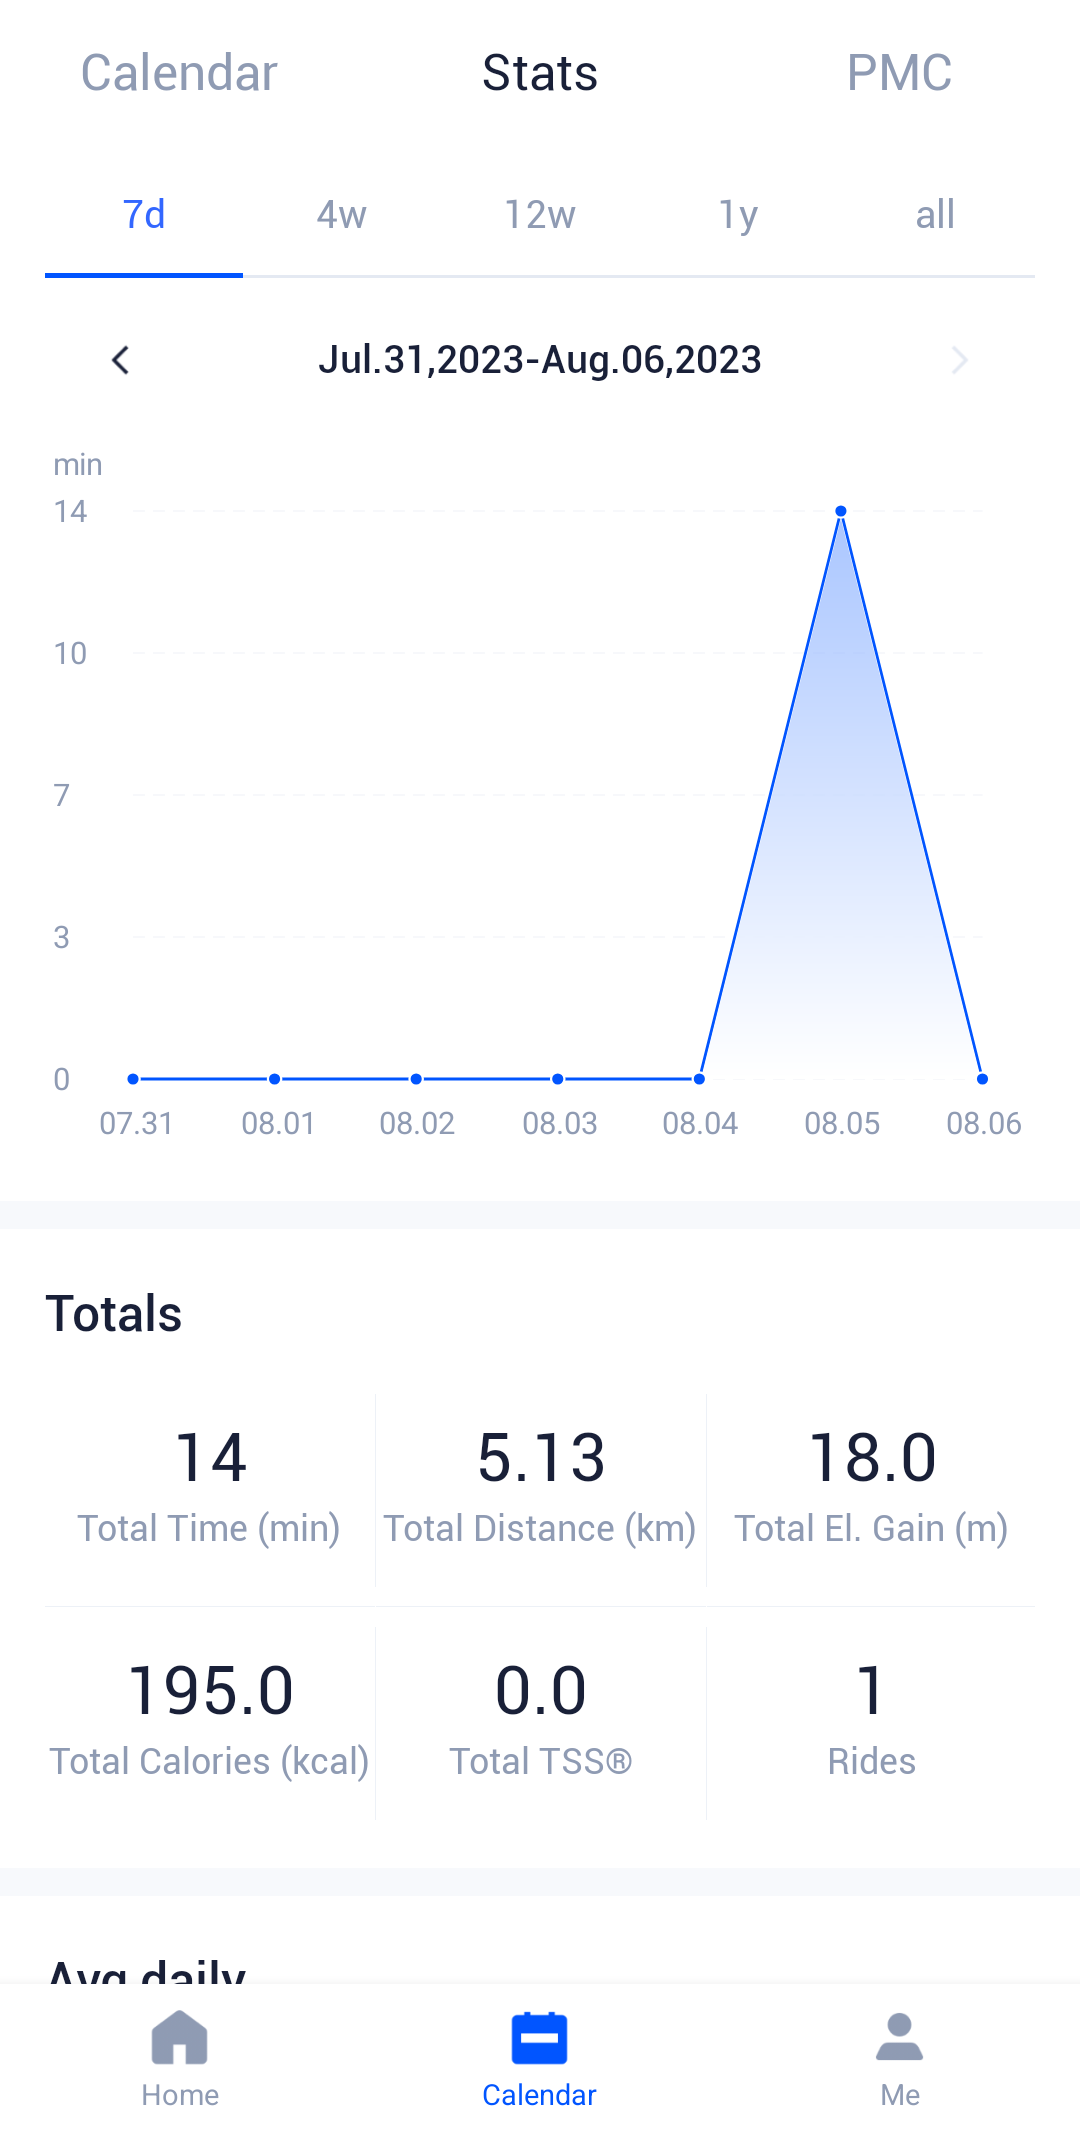 Calendar Stats PMC
7d 4w 12w 1y all
Jul.31,2023-Aug.06,2023
min
14
10
7
3
0
07.31 08.01 08.02 08.03 08.04 08.05 08.06
Totals
14 5.13 18.0
Total Time (min) Total Distance (km) Total El. Gain (m)
195.0 0.0 1
Total Calories (kcal) Total TSS® Rides
Avg daily
Home Calendar Me